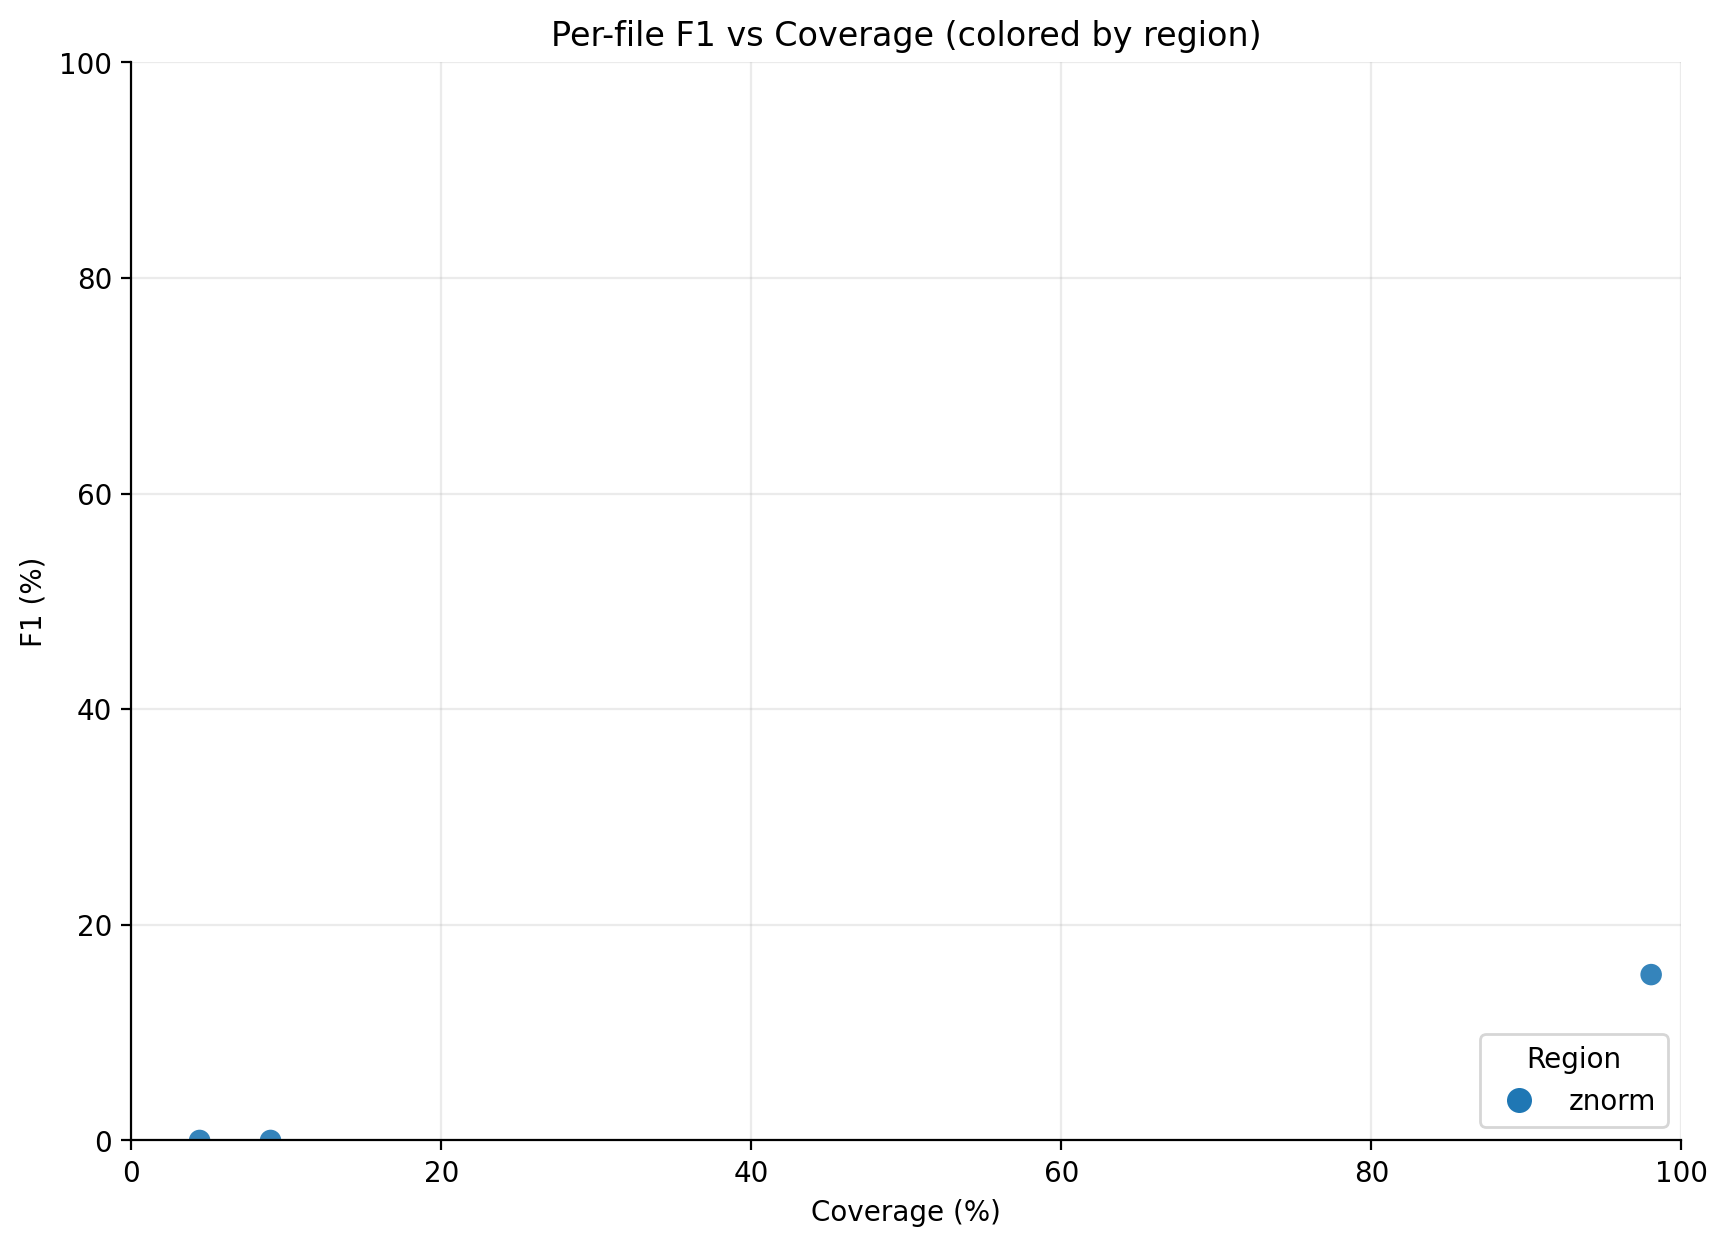 Per-file F1 vs Coverage (colored by region)
100
80
60
40
20
0
F1 (%)
0 20 40 60 80 100
Coverage (%)
Region
znorm